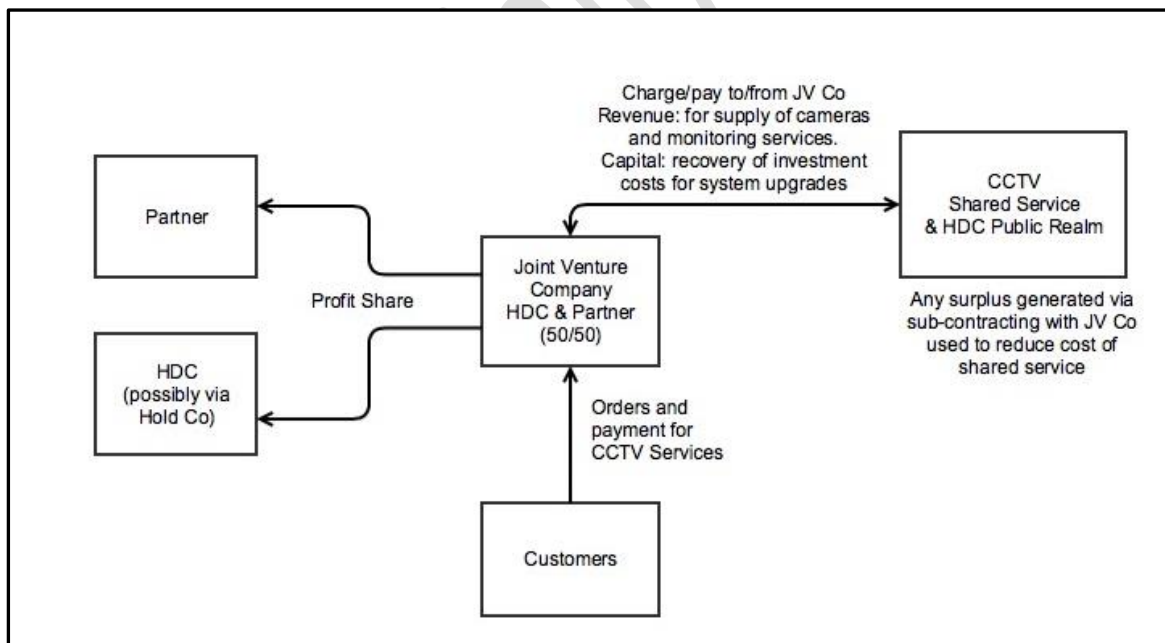 Charge/pay to/from JV Co
Revenue: for supply of cameras
and monitoring services.
Capital: recovery of investment
costs for system upgrades
Partner
CCTV
Shared Service
& HDC Public Realm
Joint Venture
Company
HDC & Partner
(50/50)
Profit Share
Any surplus generated via
sub-contracting with JV Co
used to reduce cost of
shared service
HDC
(possibly via
Hold Co)
Orders and
payment for
CCTV Services
Customers